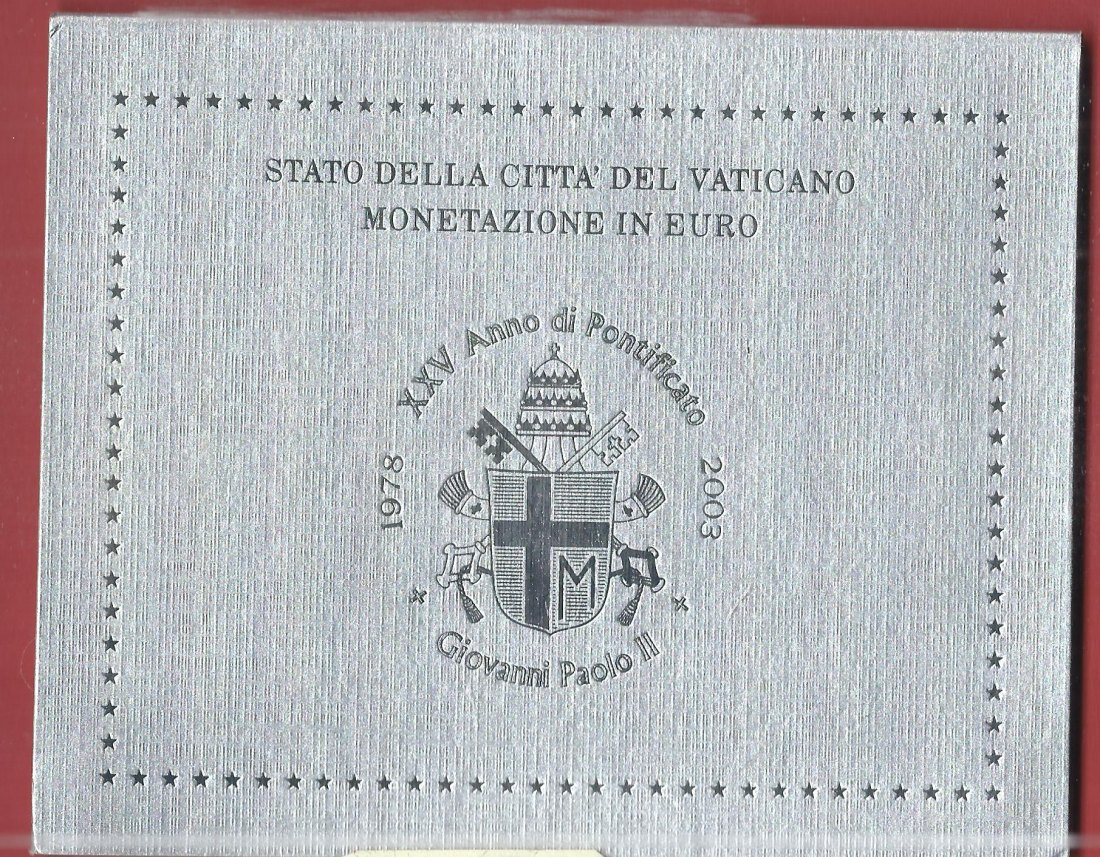 STATO DELLA CITTA' DEL VATICANO
MONETAZIONE IN EURO
XXV Anno di Pontificato
1978
2003
M
Giovanni Paolo II